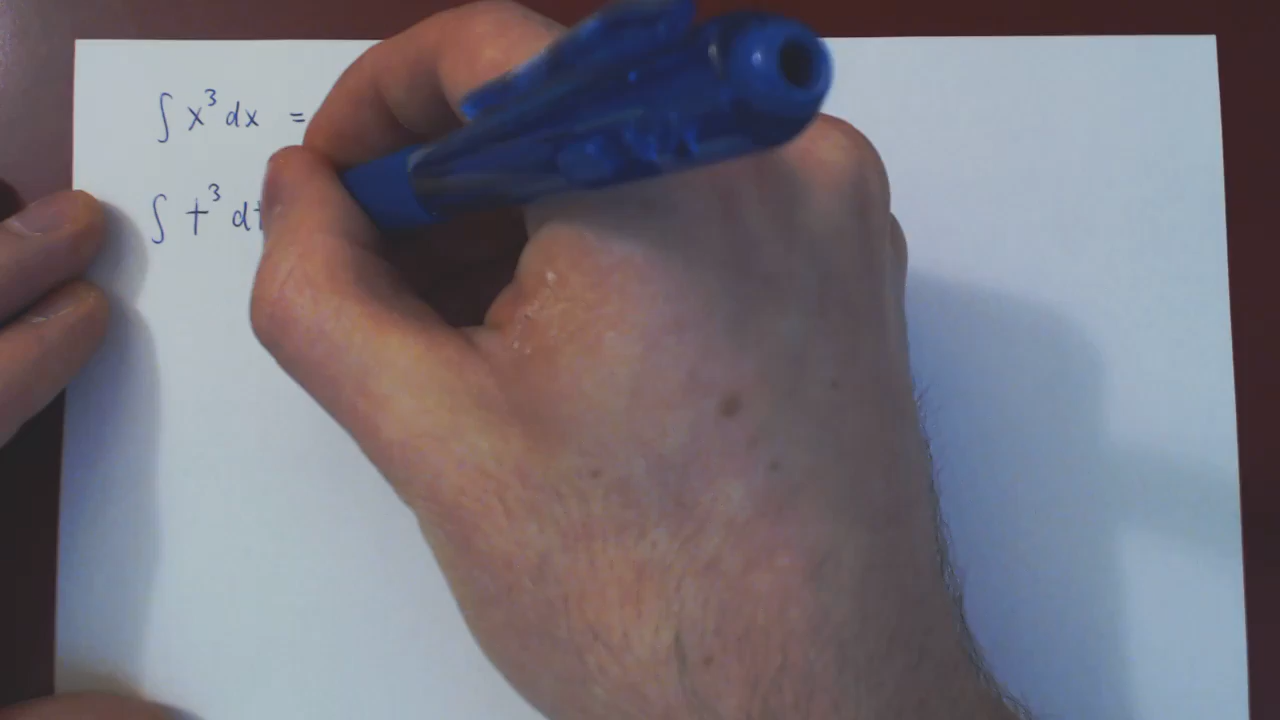 ∫ x³ dx =
∫ t³ dt